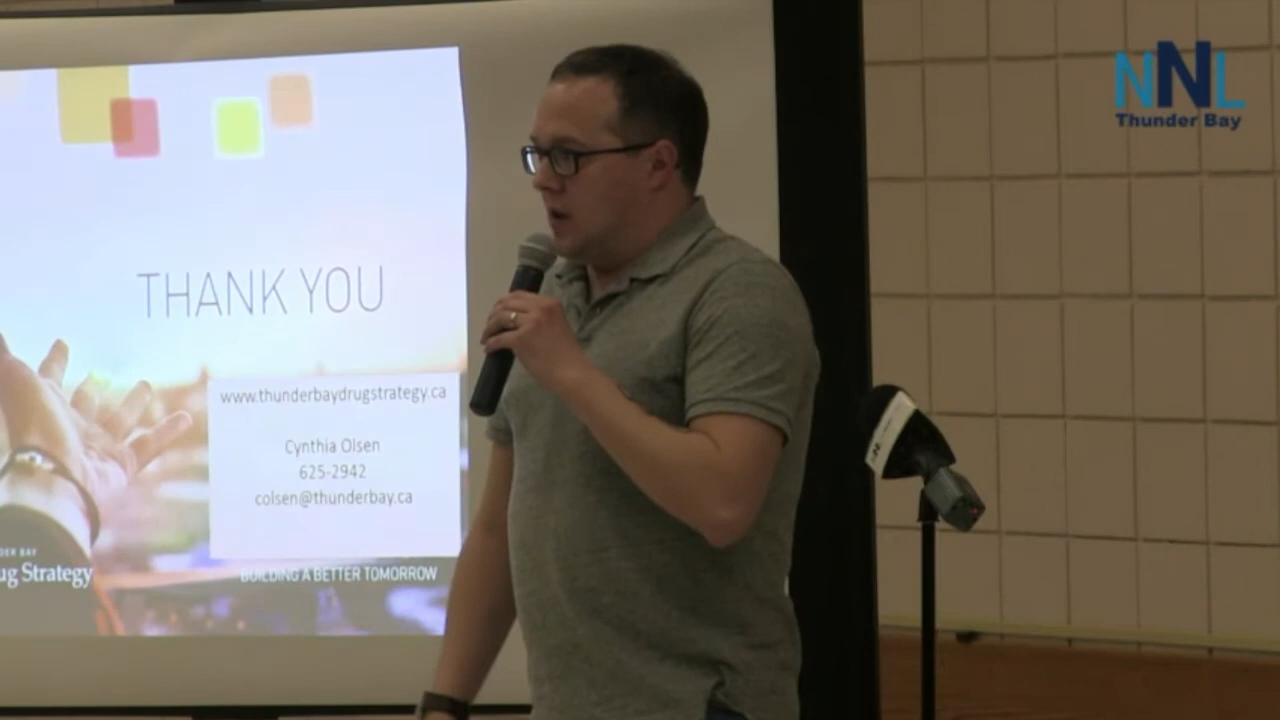 NNL
Thunder Bay
THANK YOU
www.thunderbaydrugstrategy.ca
Cynthia Olsen
625-2942
colsen@thunderbay.ca
DER BAY
ug Strategy
BUILDING A BETTER TOMORROW